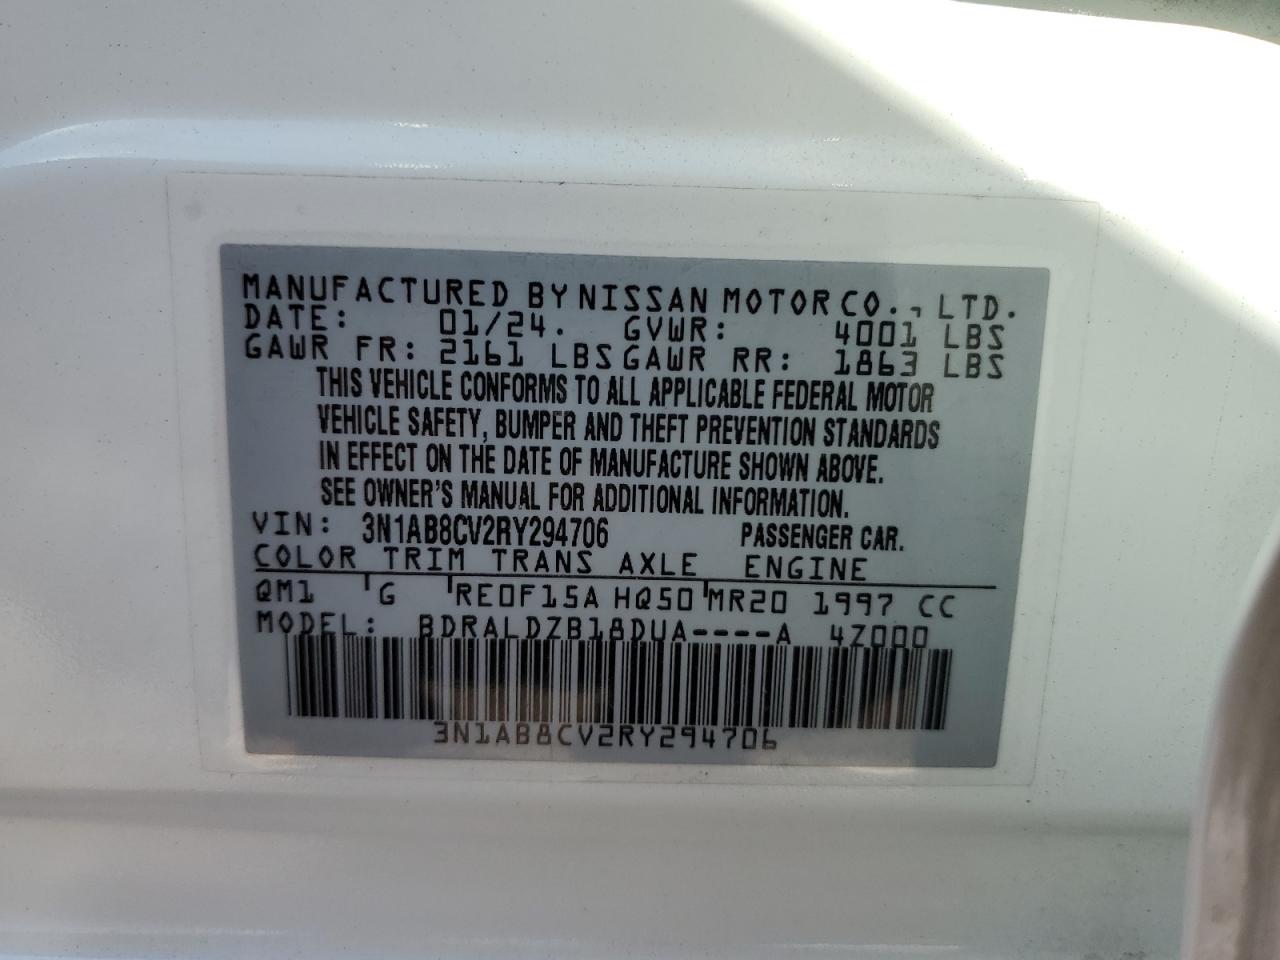 MANUFACTURED BY NISSAN MOTOR CO., LTD.
DATE: 01/24. GVWR: 4001 LBS
GAWR FR: 2161 LBS GAWR RR: 1863 LBS
THIS VEHICLE CONFORMS TO ALL APPLICABLE FEDERAL MOTOR
VEHICLE SAFETY, BUMPER AND THEFT PREVENTION STANDARDS
IN EFFECT ON THE DATE OF MANUFACTURE SHOWN ABOVE.
SEE OWNER'S MANUAL FOR ADDITIONAL INFORMATION.
VIN: 3N1AB8CV2RY294706 PASSENGER CAR.
COLOR TRIM TRANS AXLE ENGINE
QM1 G RE0F15A HQ50 MR20 1997 CC
MODEL: BDRALDZB18DUA----A 4Z000
3N1AB8CV2RY294706